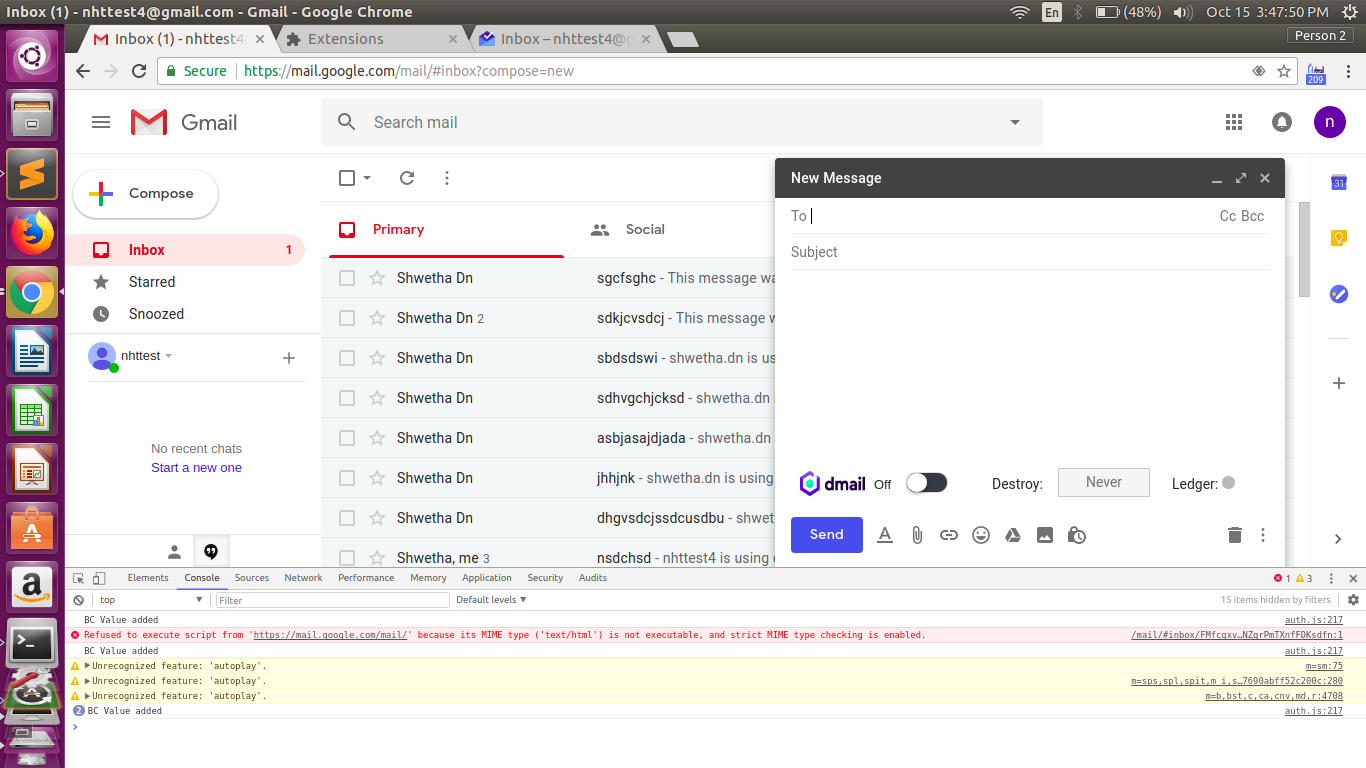 Inbox (1) - nhttest4@gmail.com - Gmail - Google Chrome
En (48%) Oct 15 3:47:50 PM
Inbox (1) - nhttest4
Extensions
Inbox – nhttest4@g
Person 2
Secure https://mail.google.com/mail/#inbox?compose=new
209
Gmail
Search mail
n
Compose
Inbox 1
Starred
Snoozed
nhttest
No recent chats
Start a new one
Primary
Social
Shwetha Dn sgcfsghc - This message wa
Shwetha Dn 2 sdkjcvsdcj - This message w
Shwetha Dn sbdsdswi - shwetha.dn is us
Shwetha Dn sdhvgchjcksd - shwetha.dn i
Shwetha Dn asbjasajdjada - shwetha.dn
Shwetha Dn jhhjnk - shwetha.dn is using
Shwetha Dn dhgvsdcjssdcusdbu - shwet
Shwetha, me 3 nsdchsd - nhttest4 is using
New Message
To Cc Bcc
Subject
dmail Off Destroy: Never Ledger:
Send
31
Elements Console Sources Network Performance Memory Application Security Audits 1 3
top Filter Default levels 15 items hidden by filters
BC Value added auth.js:217
Refused to execute script from 'https://mail.google.com/mail/' because its MIME type ('text/html') is not executable, and strict MIME type checking is enabled. /mail/#inbox/FMfcgxv…NZqrPmTXnfFDKsdfn:1
BC Value added auth.js:217
Unrecognized feature: 'autoplay'. m=sm:75
Unrecognized feature: 'autoplay'. m=sps,spl,spit,m_i,s…7690abff52c200c:280
Unrecognized feature: 'autoplay'. m=b,bst,c,ca,cnv,md,r:4708
2 BC Value added auth.js:217